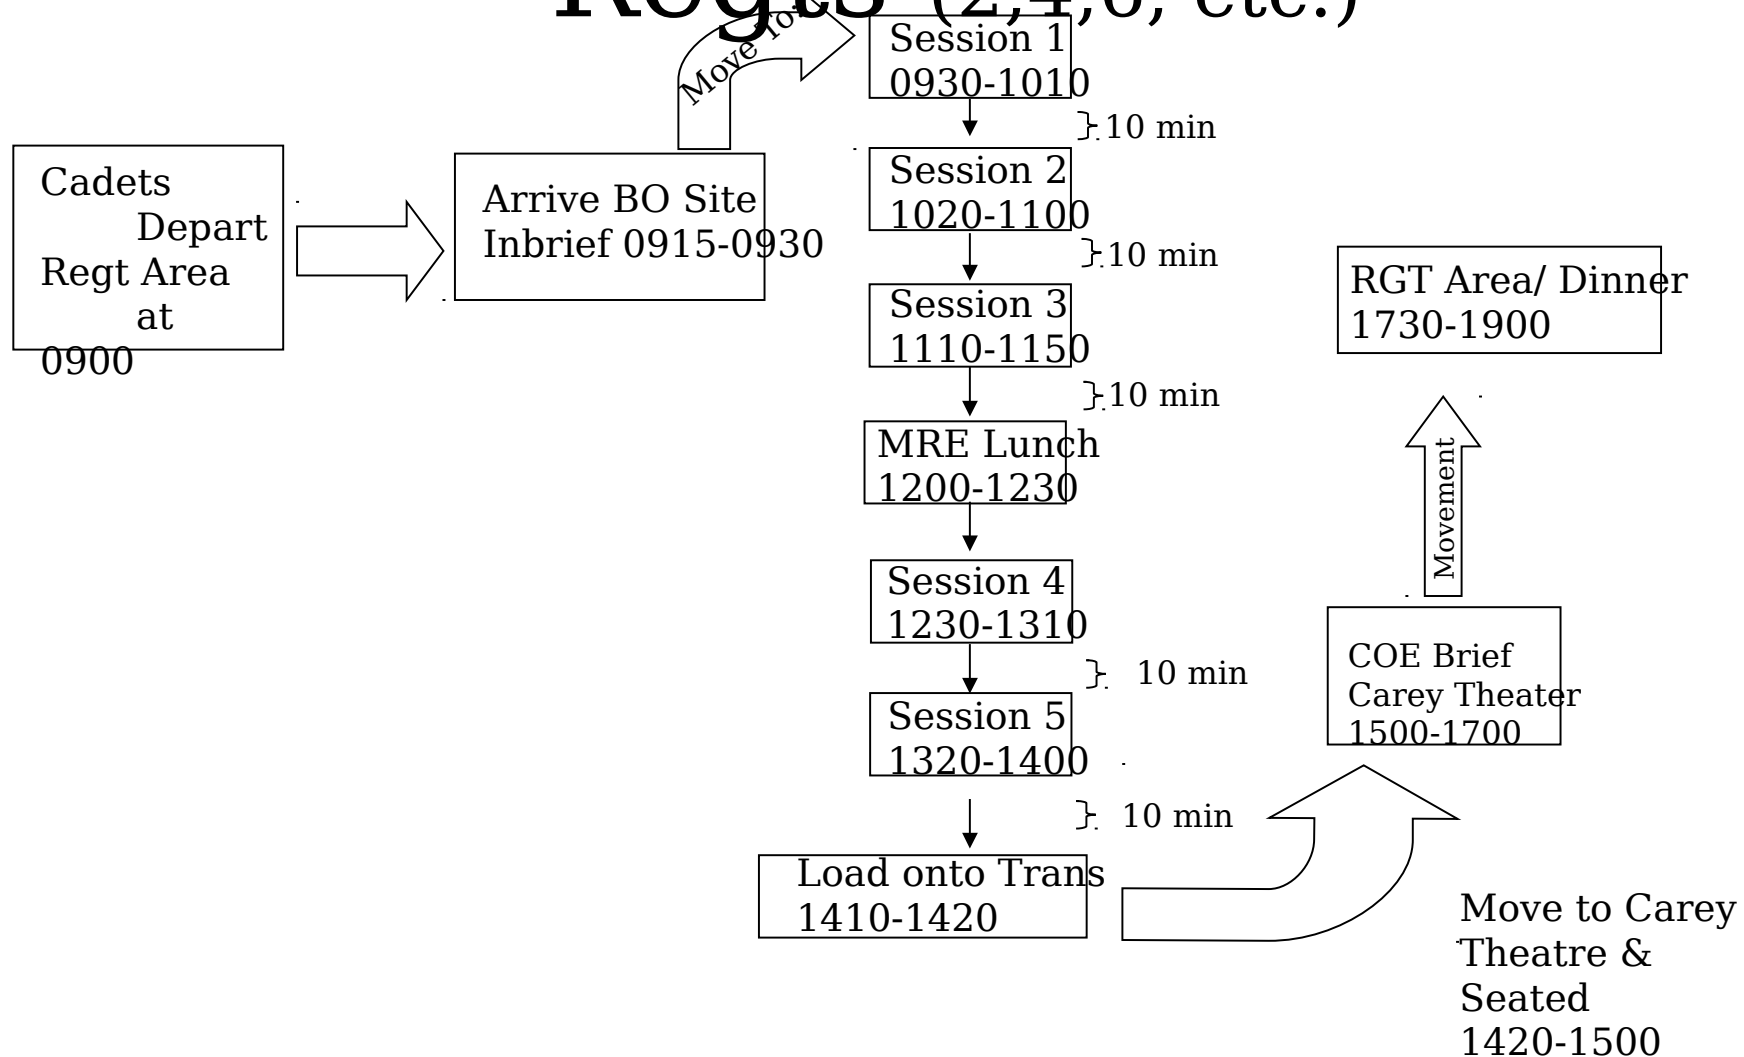 Regts (2,4,6, etc.)
Move To:
Session 1
0930-1010
10 min
Cadets
Depart
Regt Area
at
0900
Arrive BO Site
Inbrief 0915-0930
Session 2
1020-1100
10 min
Session 3
1110-1150
10 min
MRE Lunch
1200-1230
Session 4
1230-1310
10 min
Session 5
1320-1400
10 min
Load onto Trans
1410-1420
Move to Carey
Theatre &
Seated
1420-1500
COE Brief
Carey Theater
1500-1700
Movement
RGT Area/ Dinner
1730-1900